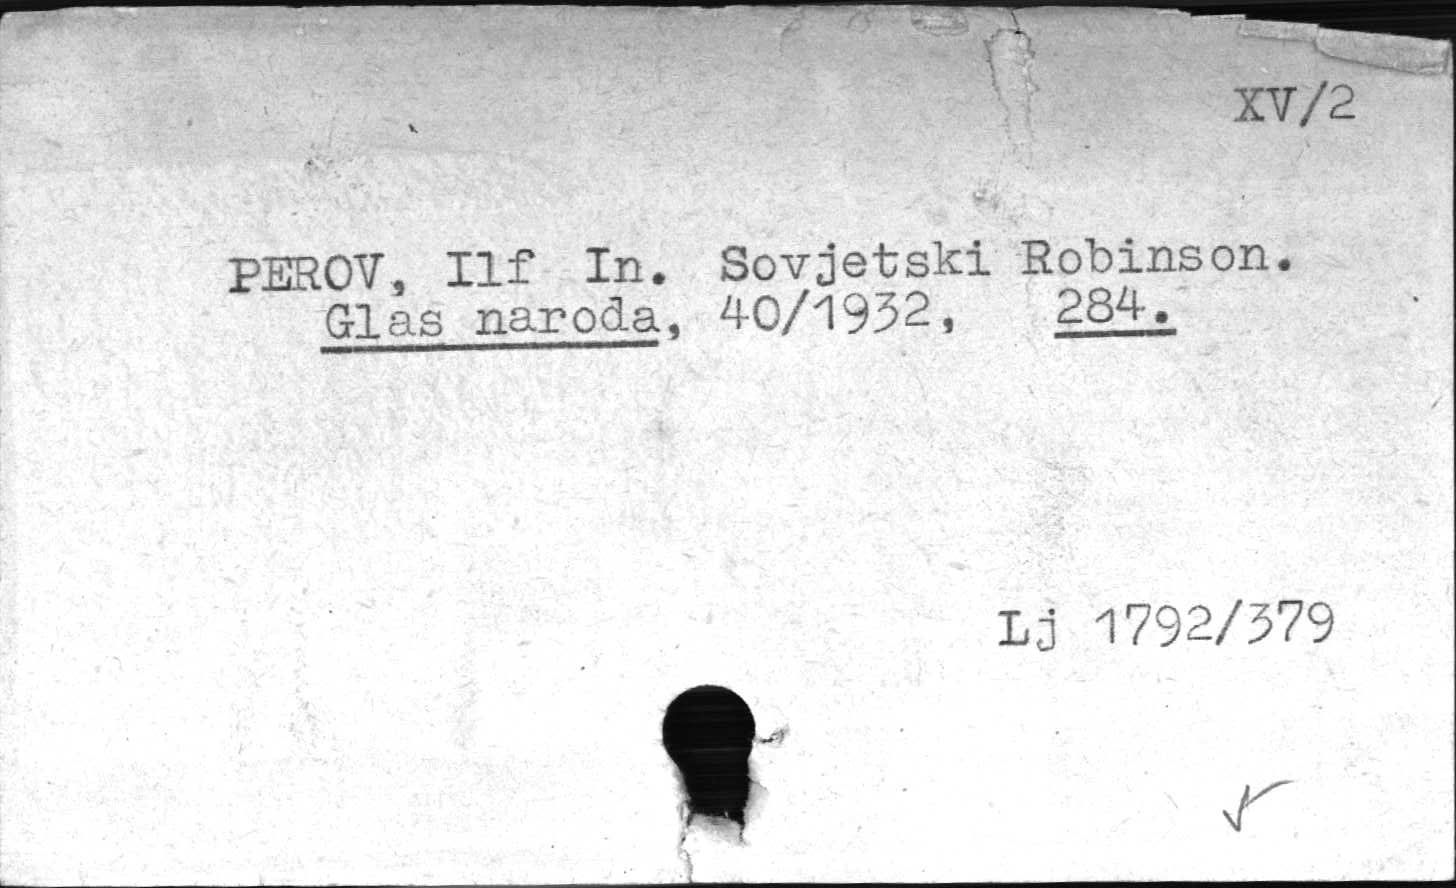 XV/2
PEROV, Ilf In. Sovjetski Robinson.
Glas naroda, 40/1932, 284.
Lj 1792/379